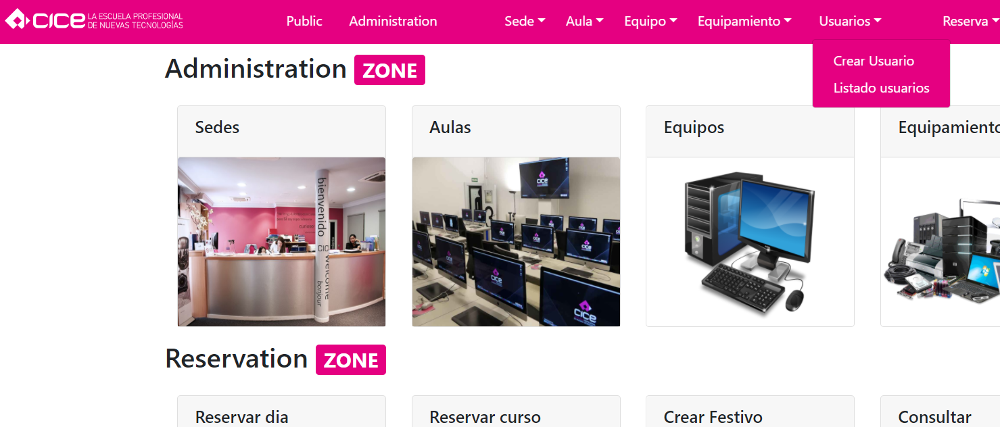 CICE LA ESCUELA PROFESIONAL
DE NUEVAS TECNOLOGÍAS
Public Administration Sede Aula Equipo Equipamiento Usuarios Reserva
Crear Usuario
Listado usuarios
Administration ZONE
Sedes Aulas Equipos Equipamiento
bienvenido
welcome
bonjour
cice
cice
cice
Reservation ZONE
Reservar dia Reservar curso Crear Festivo Consultar